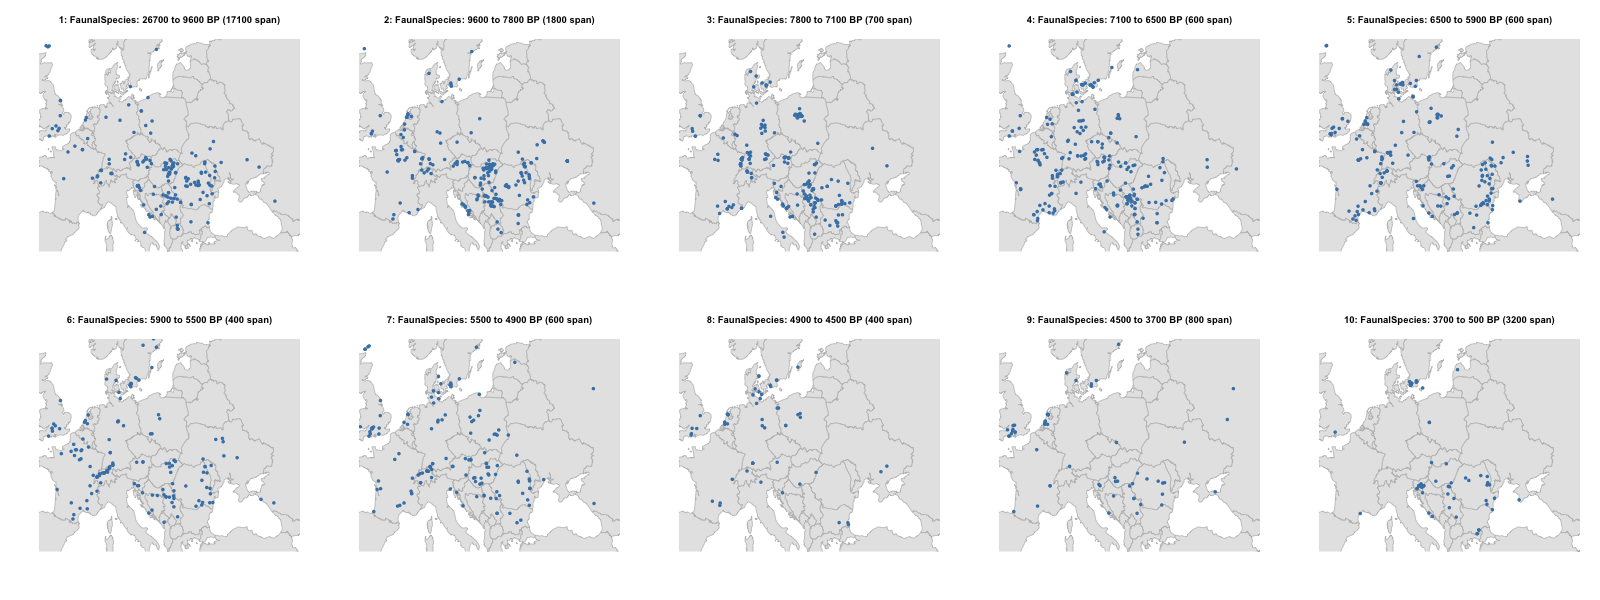 1: FaunalSpecies: 26700 to 9600 BP (17100 span)
2: FaunalSpecies: 9600 to 7800 BP (1800 span)
3: FaunalSpecies: 7800 to 7100 BP (700 span)
4: FaunalSpecies: 7100 to 6500 BP (600 span)
5: FaunalSpecies: 6500 to 5900 BP (600 span)
6: FaunalSpecies: 5900 to 5500 BP (400 span)
7: FaunalSpecies: 5500 to 4900 BP (600 span)
8: FaunalSpecies: 4900 to 4500 BP (400 span)
9: FaunalSpecies: 4500 to 3700 BP (800 span)
10: FaunalSpecies: 3700 to 500 BP (3200 span)